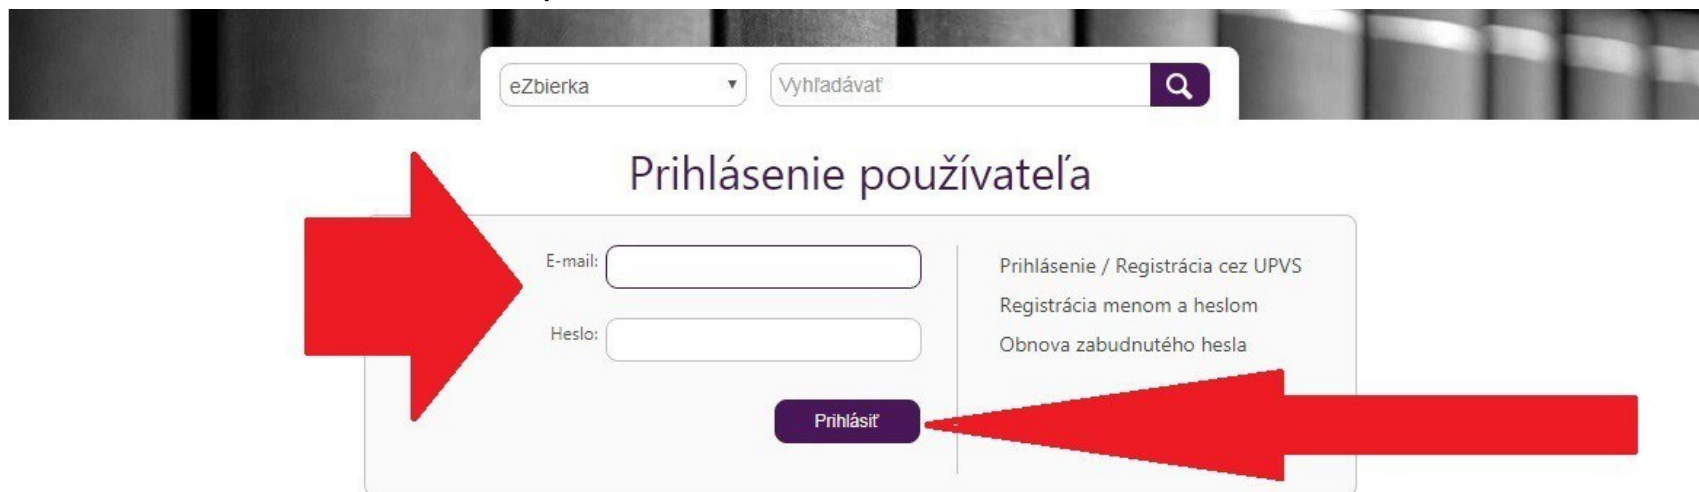 eZbierka
Vyhľadávať
Prihlásenie používateľa
E-mail:
Heslo:
Prihlásiť
Prihlásenie / Registrácia cez UPVS
Registrácia menom a heslom
Obnova zabudnutého hesla